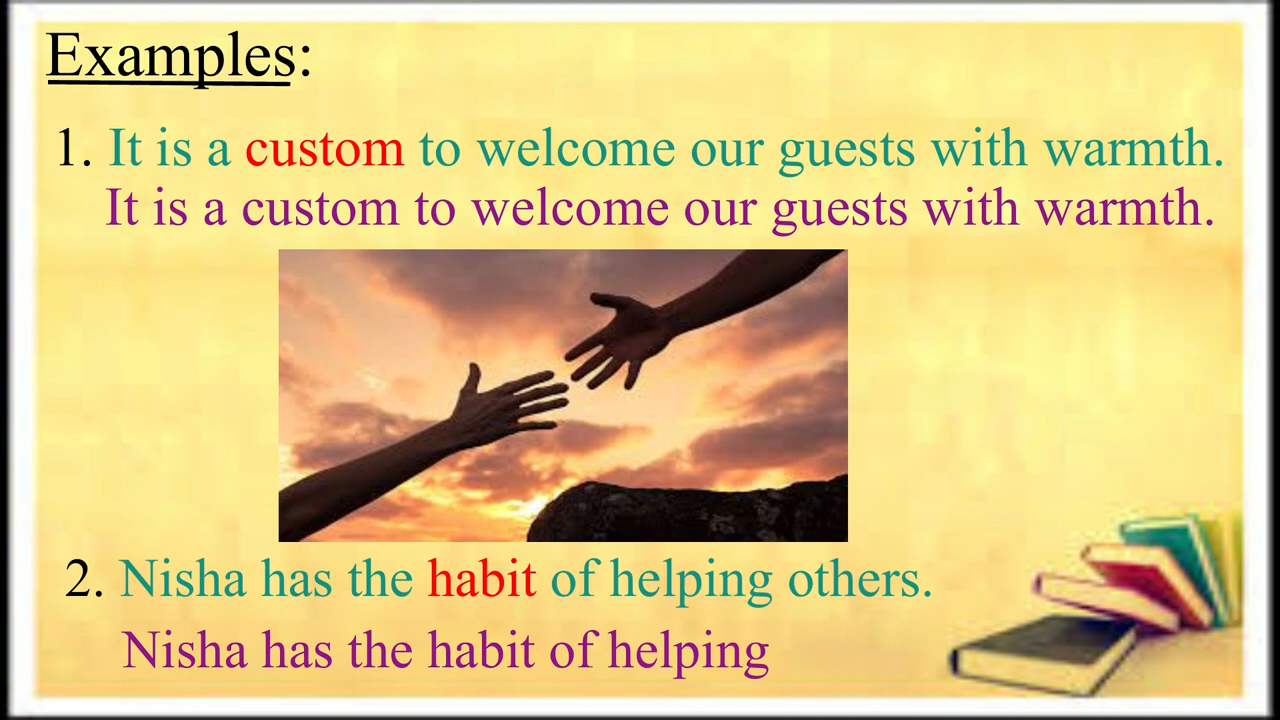 Examples:
1. It is a custom to welcome our guests with warmth.
It is a custom to welcome our guests with warmth.
2. Nisha has the habit of helping others.
Nisha has the habit of helping